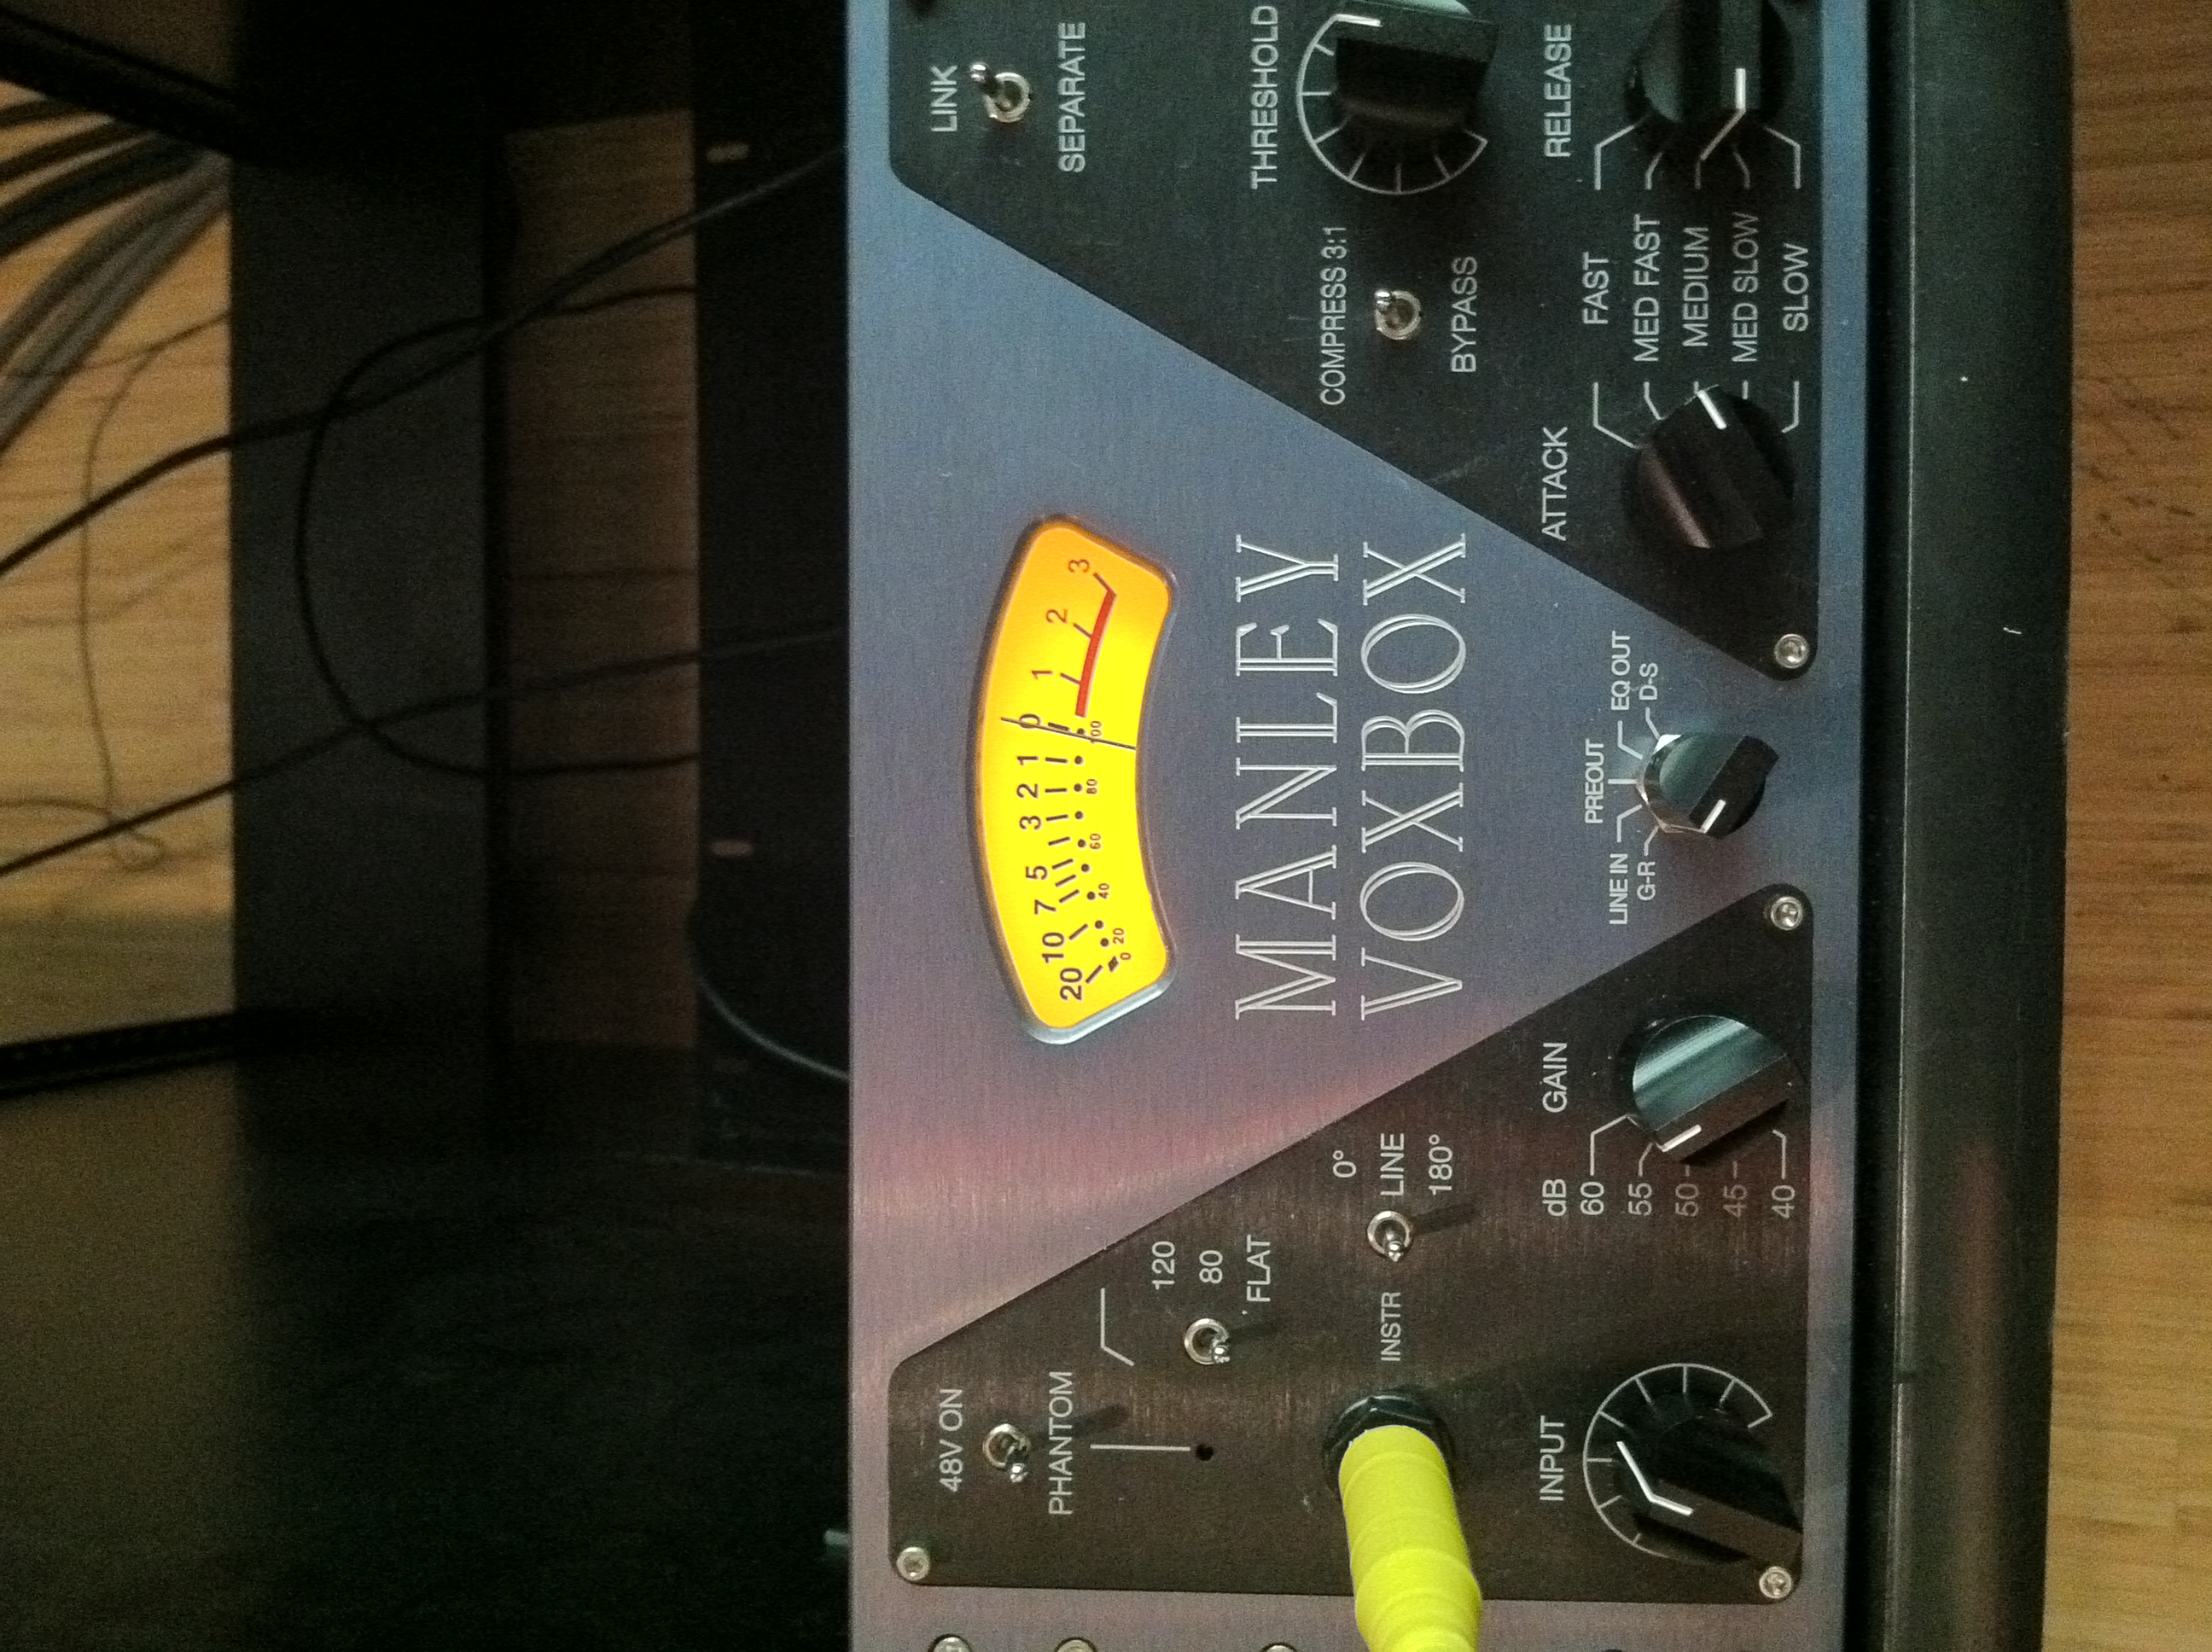 48V ON
PHANTOM
120
80
FLAT
0°
INSTR LINE
180°
INPUT
dB GAIN
60
55
50
45
40
20 10 7 5 3 2 1 0 1 2 3
0 20 40 60 80 100
MANLEY
VOXBOX
PREOUT
LINE IN EQ OUT
G-R D-S
LINK
SEPARATE
THRESHOLD
COMPRESS 3:1
BYPASS
ATTACK RELEASE
FAST
MED FAST
MEDIUM
MED SLOW
SLOW